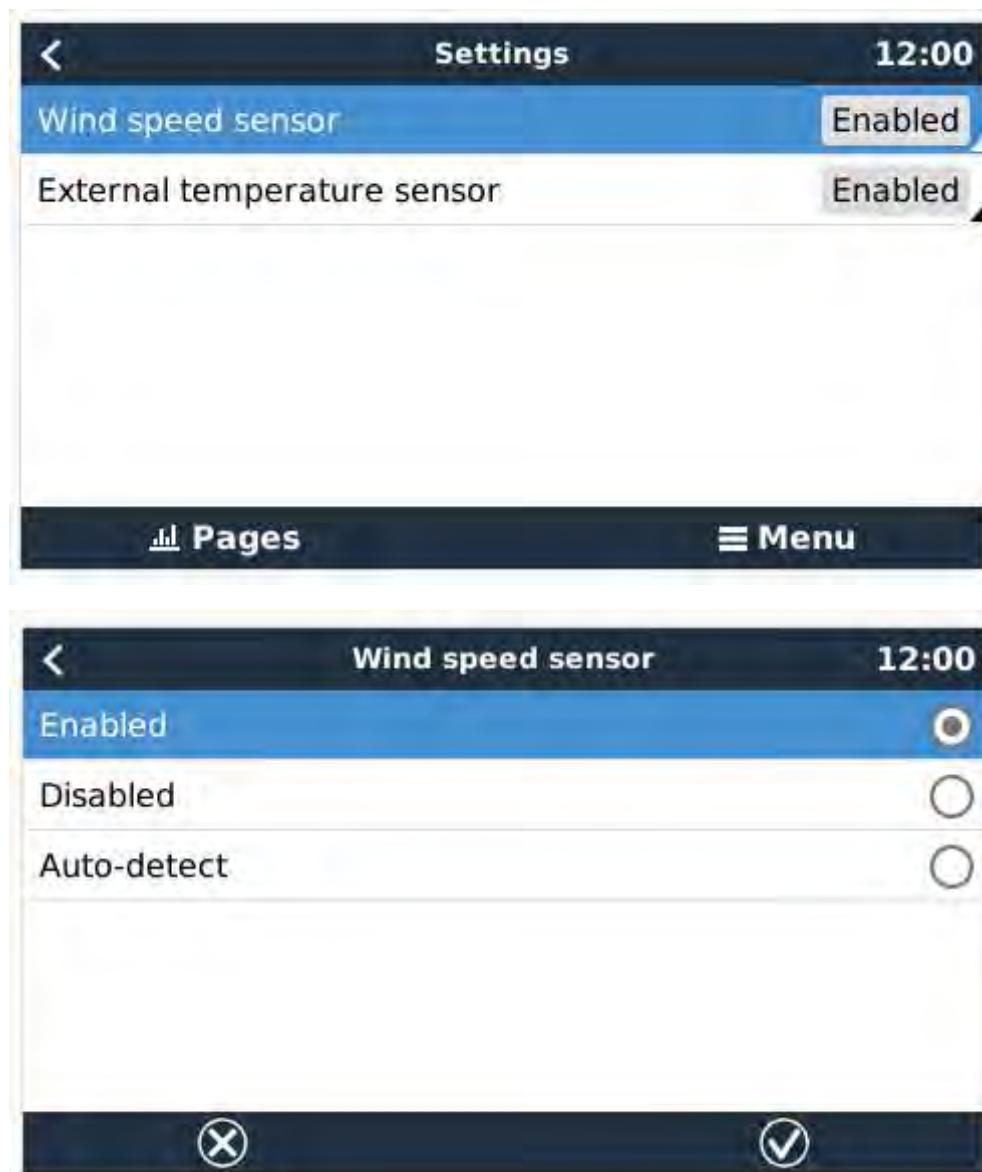 Settings 12:00
Wind speed sensor Enabled
External temperature sensor Enabled
Pages Menu
Wind speed sensor 12:00
Enabled
Disabled
Auto-detect